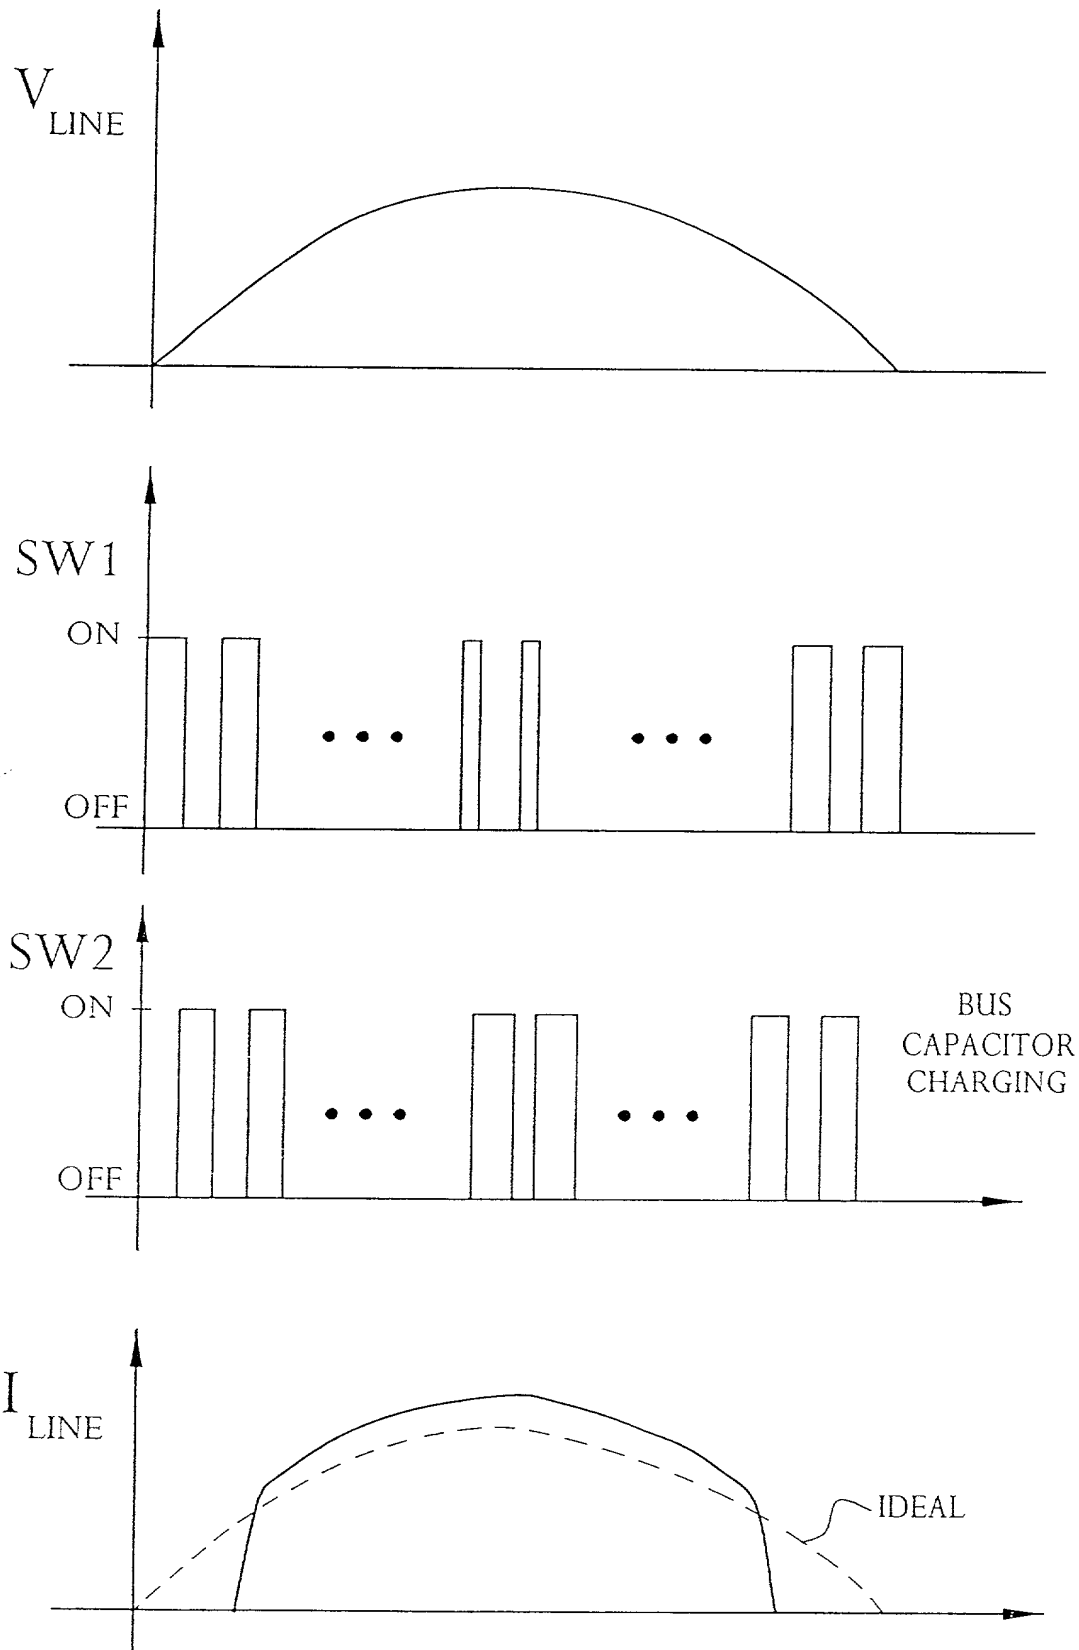 V LINE
SW1
ON
OFF
SW2
ON
BUS
CAPACITOR
CHARGING
OFF
I LINE
IDEAL